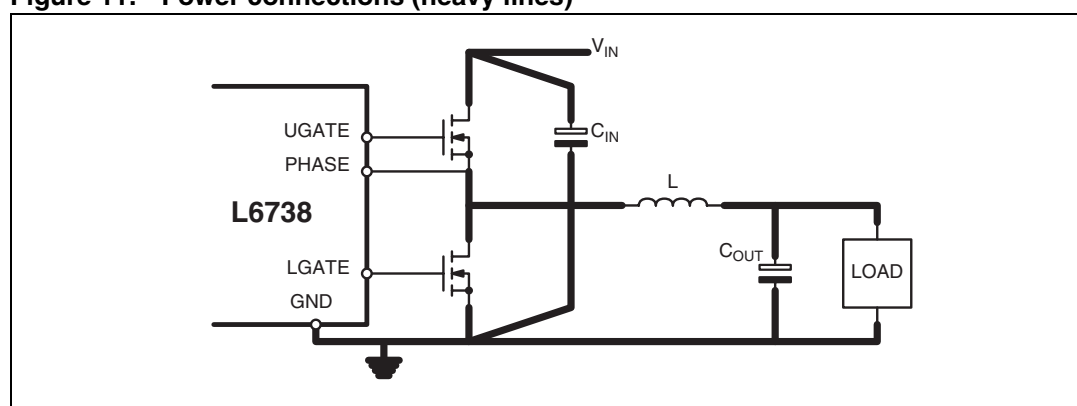 Figure 11. Power connections (heavy lines)
VIN
UGATE
CIN
PHASE
L
L6738
COUT
LGATE
LOAD
GND